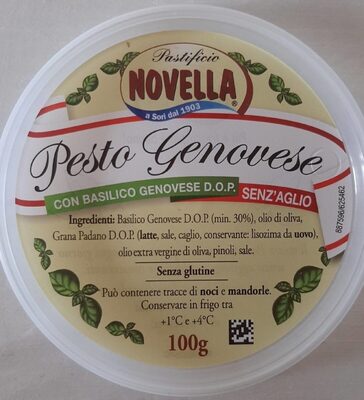 Pastificio
NOVELLA®
a Sori dal 1903
Pesto Genovese
CON BASILICO GENOVESE D.O.P. SENZ'AGLIO
Ingredienti: Basilico Genovese D.O.P. (min. 30%), olio di oliva,
Grana Padano D.O.P. (latte, sale, caglio, conservante: lisozima da uovo),
olio extra vergine di oliva, pinoli, sale.
Senza glutine
Può contenere tracce di noci e mandorle.
Conservare in frigo tra
+1°C e +4°C
100g
887596/625462